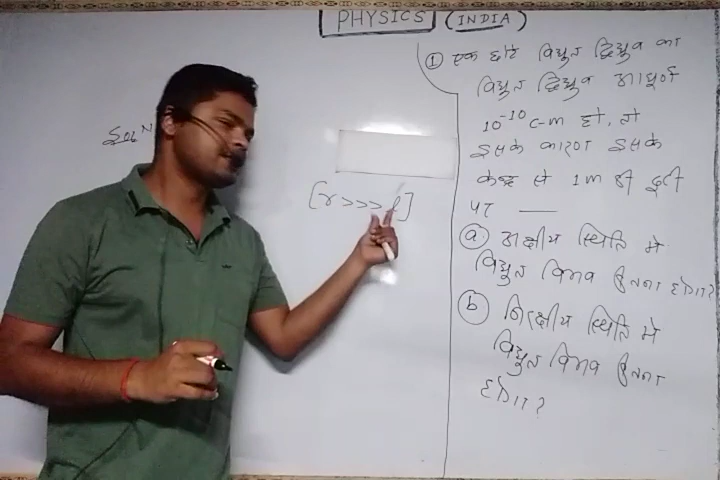 PHYSICS (INDIA)
SOLᴺ
[r>>>l]
① एक छोटे विद्युत द्विध्रुव का
विद्युत द्विध्रुव आघूर्ण
10⁻¹⁰ c-m हो, तो
इसके कारण इसके
केन्द्र से 1m की दूरी
पर —
ⓐ अक्षीय स्थिति में
विद्युत विभव कितना होगा?
ⓑ निरक्षीय स्थिति में
विद्युत विभव कितना
होगा?